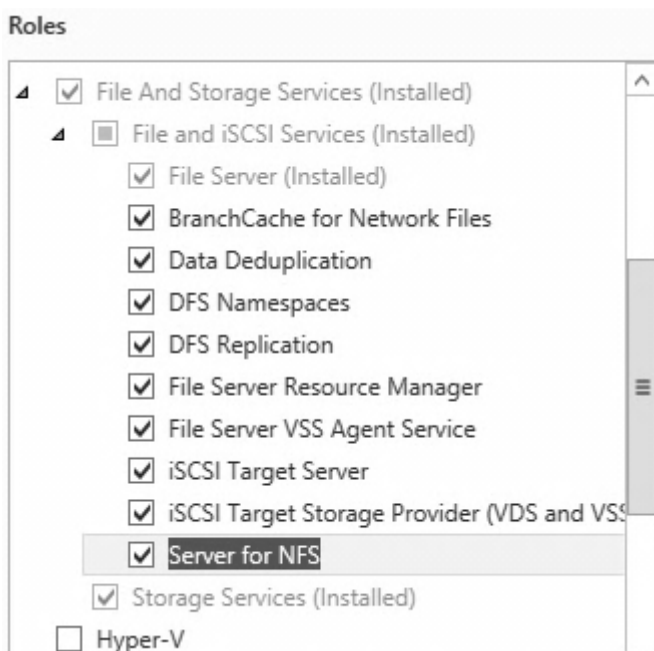 Roles
File And Storage Services (Installed)
File and iSCSI Services (Installed)
File Server (Installed)
BranchCache for Network Files
Data Deduplication
DFS Namespaces
DFS Replication
File Server Resource Manager
File Server VSS Agent Service
iSCSI Target Server
iSCSI Target Storage Provider (VDS and VSS
Server for NFS
Storage Services (Installed)
Hyper-V